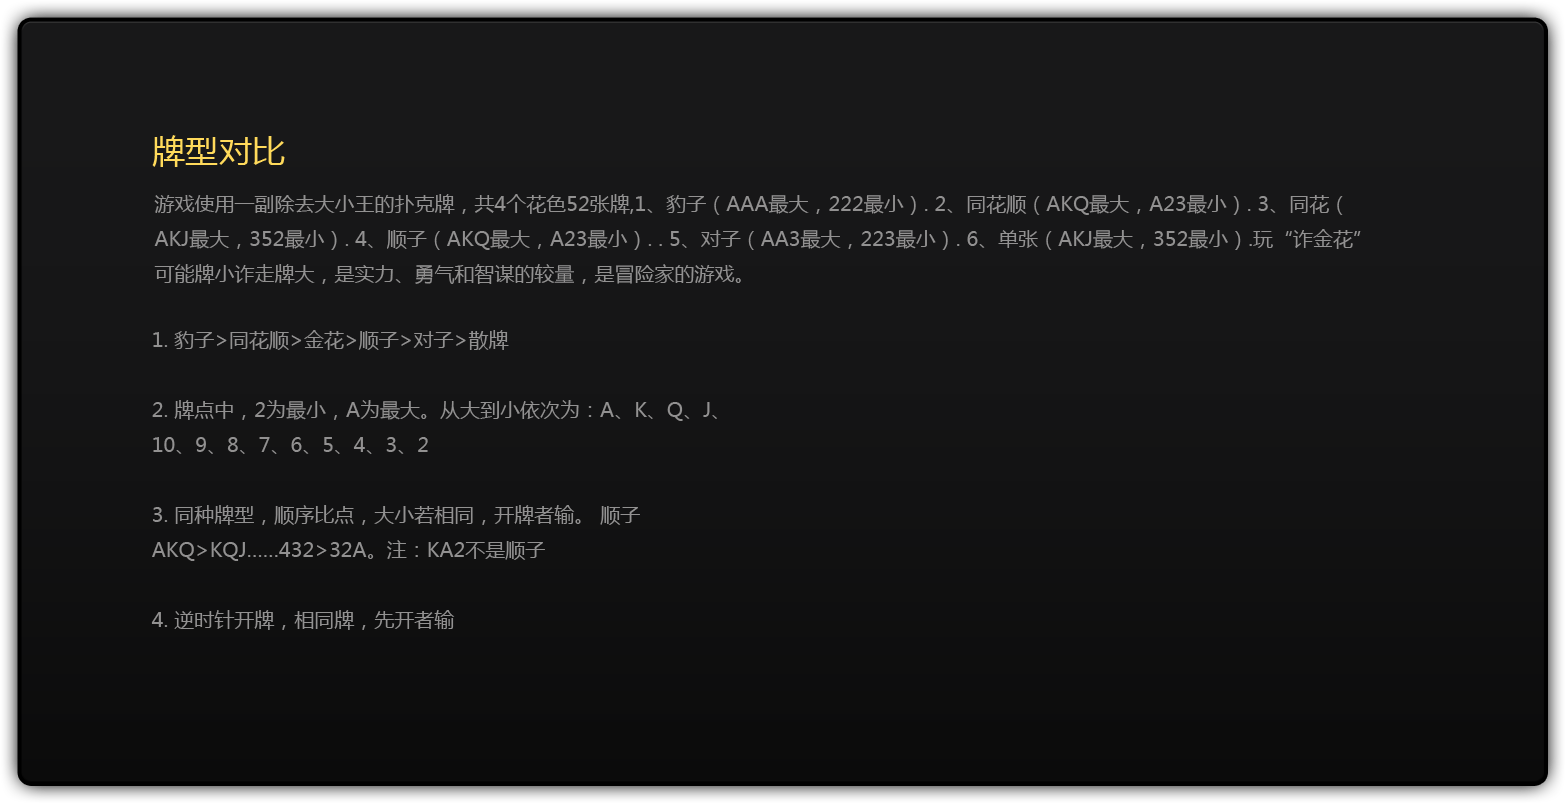 牌型对比
游戏使用一副除去大小王的扑克牌，共4个花色52张牌,1、豹子（AAA最大，222最小）. 2、同花顺（AKQ最大，A23最小）. 3、同花（
AKJ最大，352最小）. 4、顺子（AKQ最大，A23最小）. . 5、对子（AA3最大，223最小）. 6、单张（AKJ最大，352最小）.玩“诈金花”
可能牌小诈走牌大，是实力、勇气和智谋的较量，是冒险家的游戏。
1. 豹子>同花顺>金花>顺子>对子>散牌
2. 牌点中，2为最小，A为最大。从大到小依次为：A、K、Q、J、
10、9、8、7、6、5、4、3、2
3. 同种牌型，顺序比点，大小若相同，开牌者输。 顺子
AKQ>KQJ......432>32A。注：KA2不是顺子
4. 逆时针开牌，相同牌，先开者输